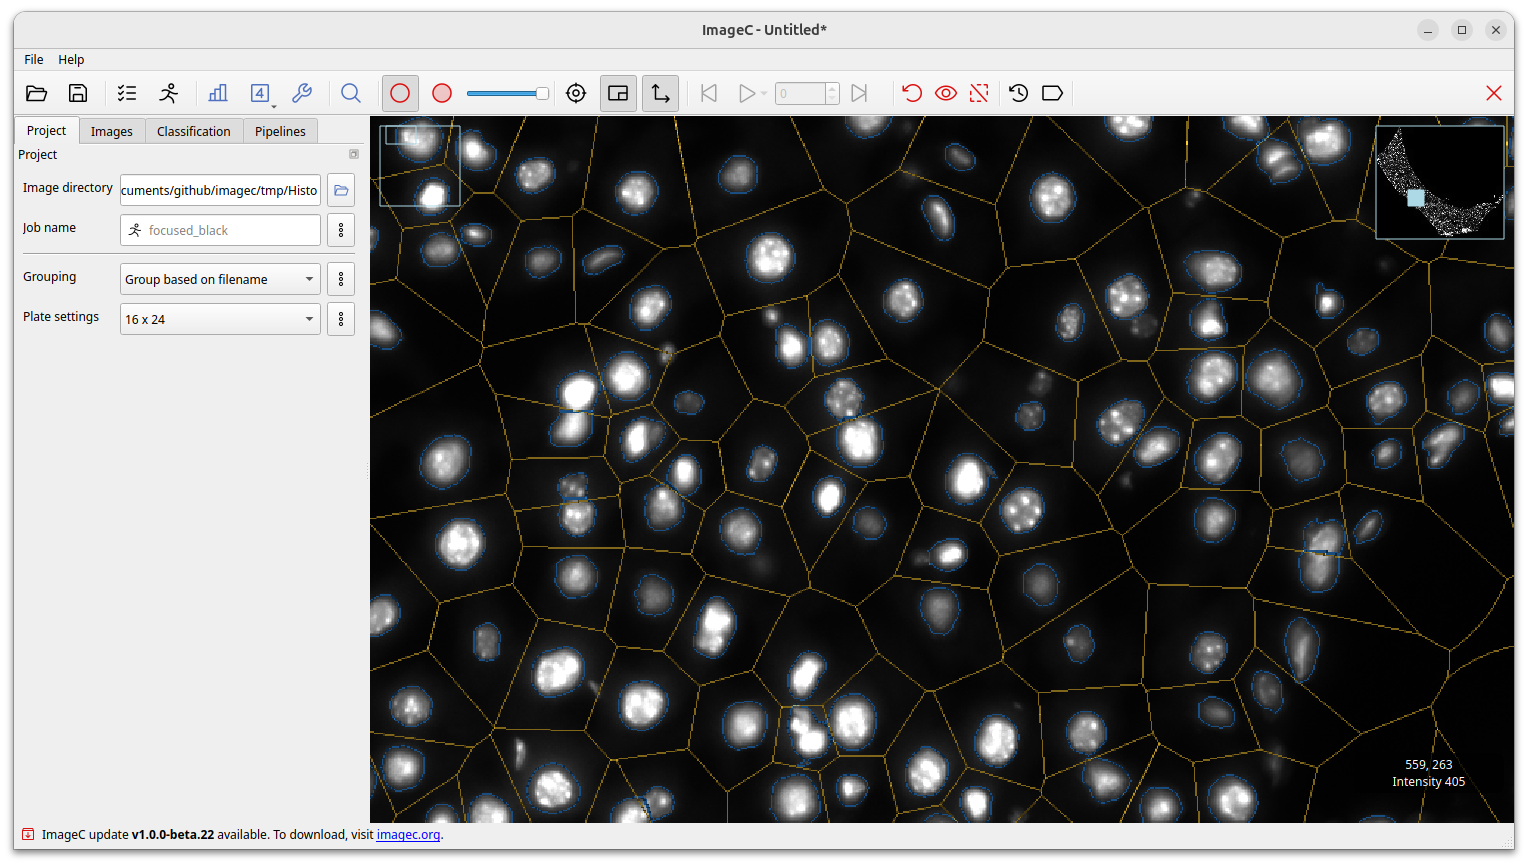 ImageC - Untitled*
File Help
4
0
Project Images Classification Pipelines
Project
Image directory cuments/github/imagec/tmp/Histo
Job name focused_black
Grouping Group based on filename
Plate settings 16 x 24
559, 263
Intensity 405
ImageC update v1.0.0-beta.22 available. To download, visit imagec.org.